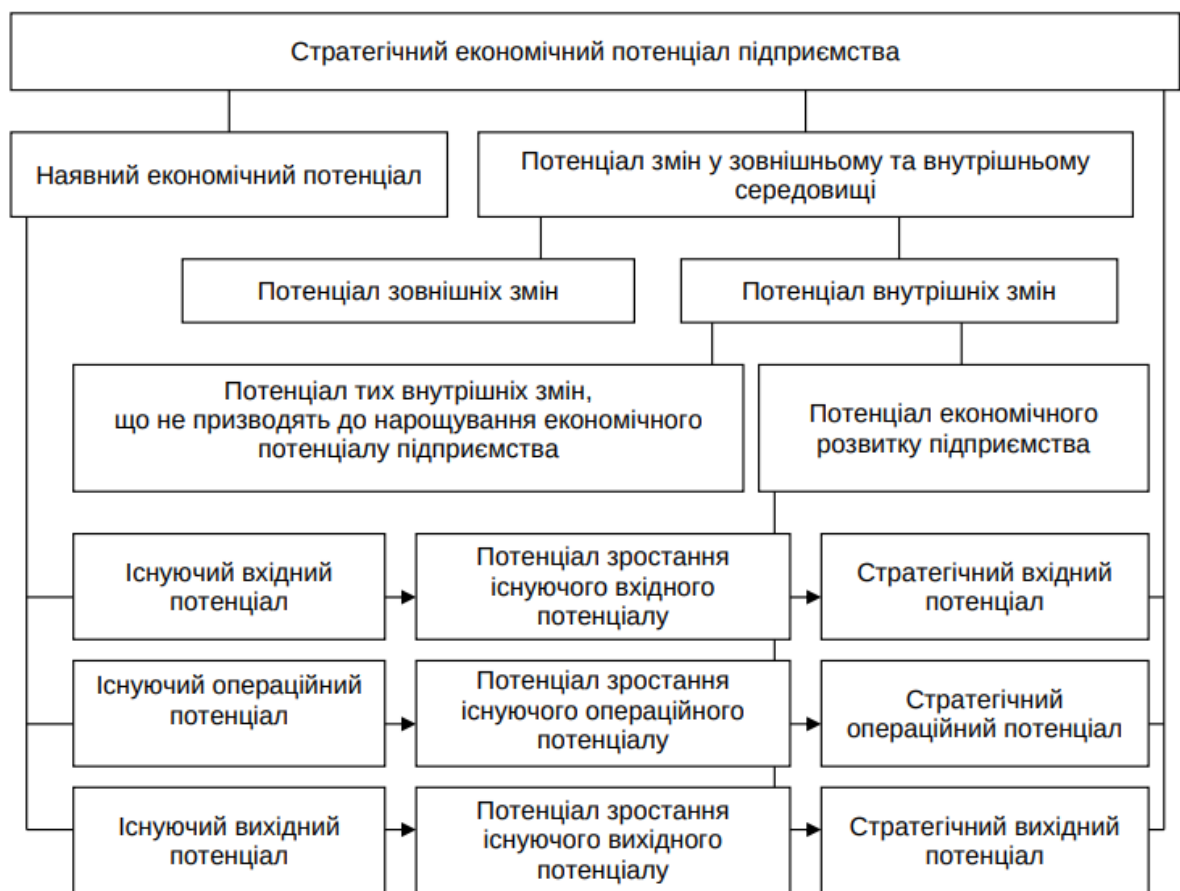 Стратегічний економічний потенціал підприємства
Наявний економічний потенціал
Потенціал змін у зовнішньому та внутрішньому
середовищі
Потенціал зовнішніх змін
Потенціал внутрішніх змін
Потенціал тих внутрішніх змін,
що не призводять до нарощування економічного
потенціалу підприємства
Потенціал економічного
розвитку підприємства
Існуючий вхідний
потенціал
Потенціал зростання
існуючого вхідного
потенціалу
Стратегічний вхідний
потенціал
Існуючий операційний
потенціал
Потенціал зростання
існуючого операційного
потенціалу
Стратегічний
операційний потенціал
Існуючий вихідний
потенціал
Потенціал зростання
існуючого вихідного
потенціалу
Стратегічний вихідний
потенціал